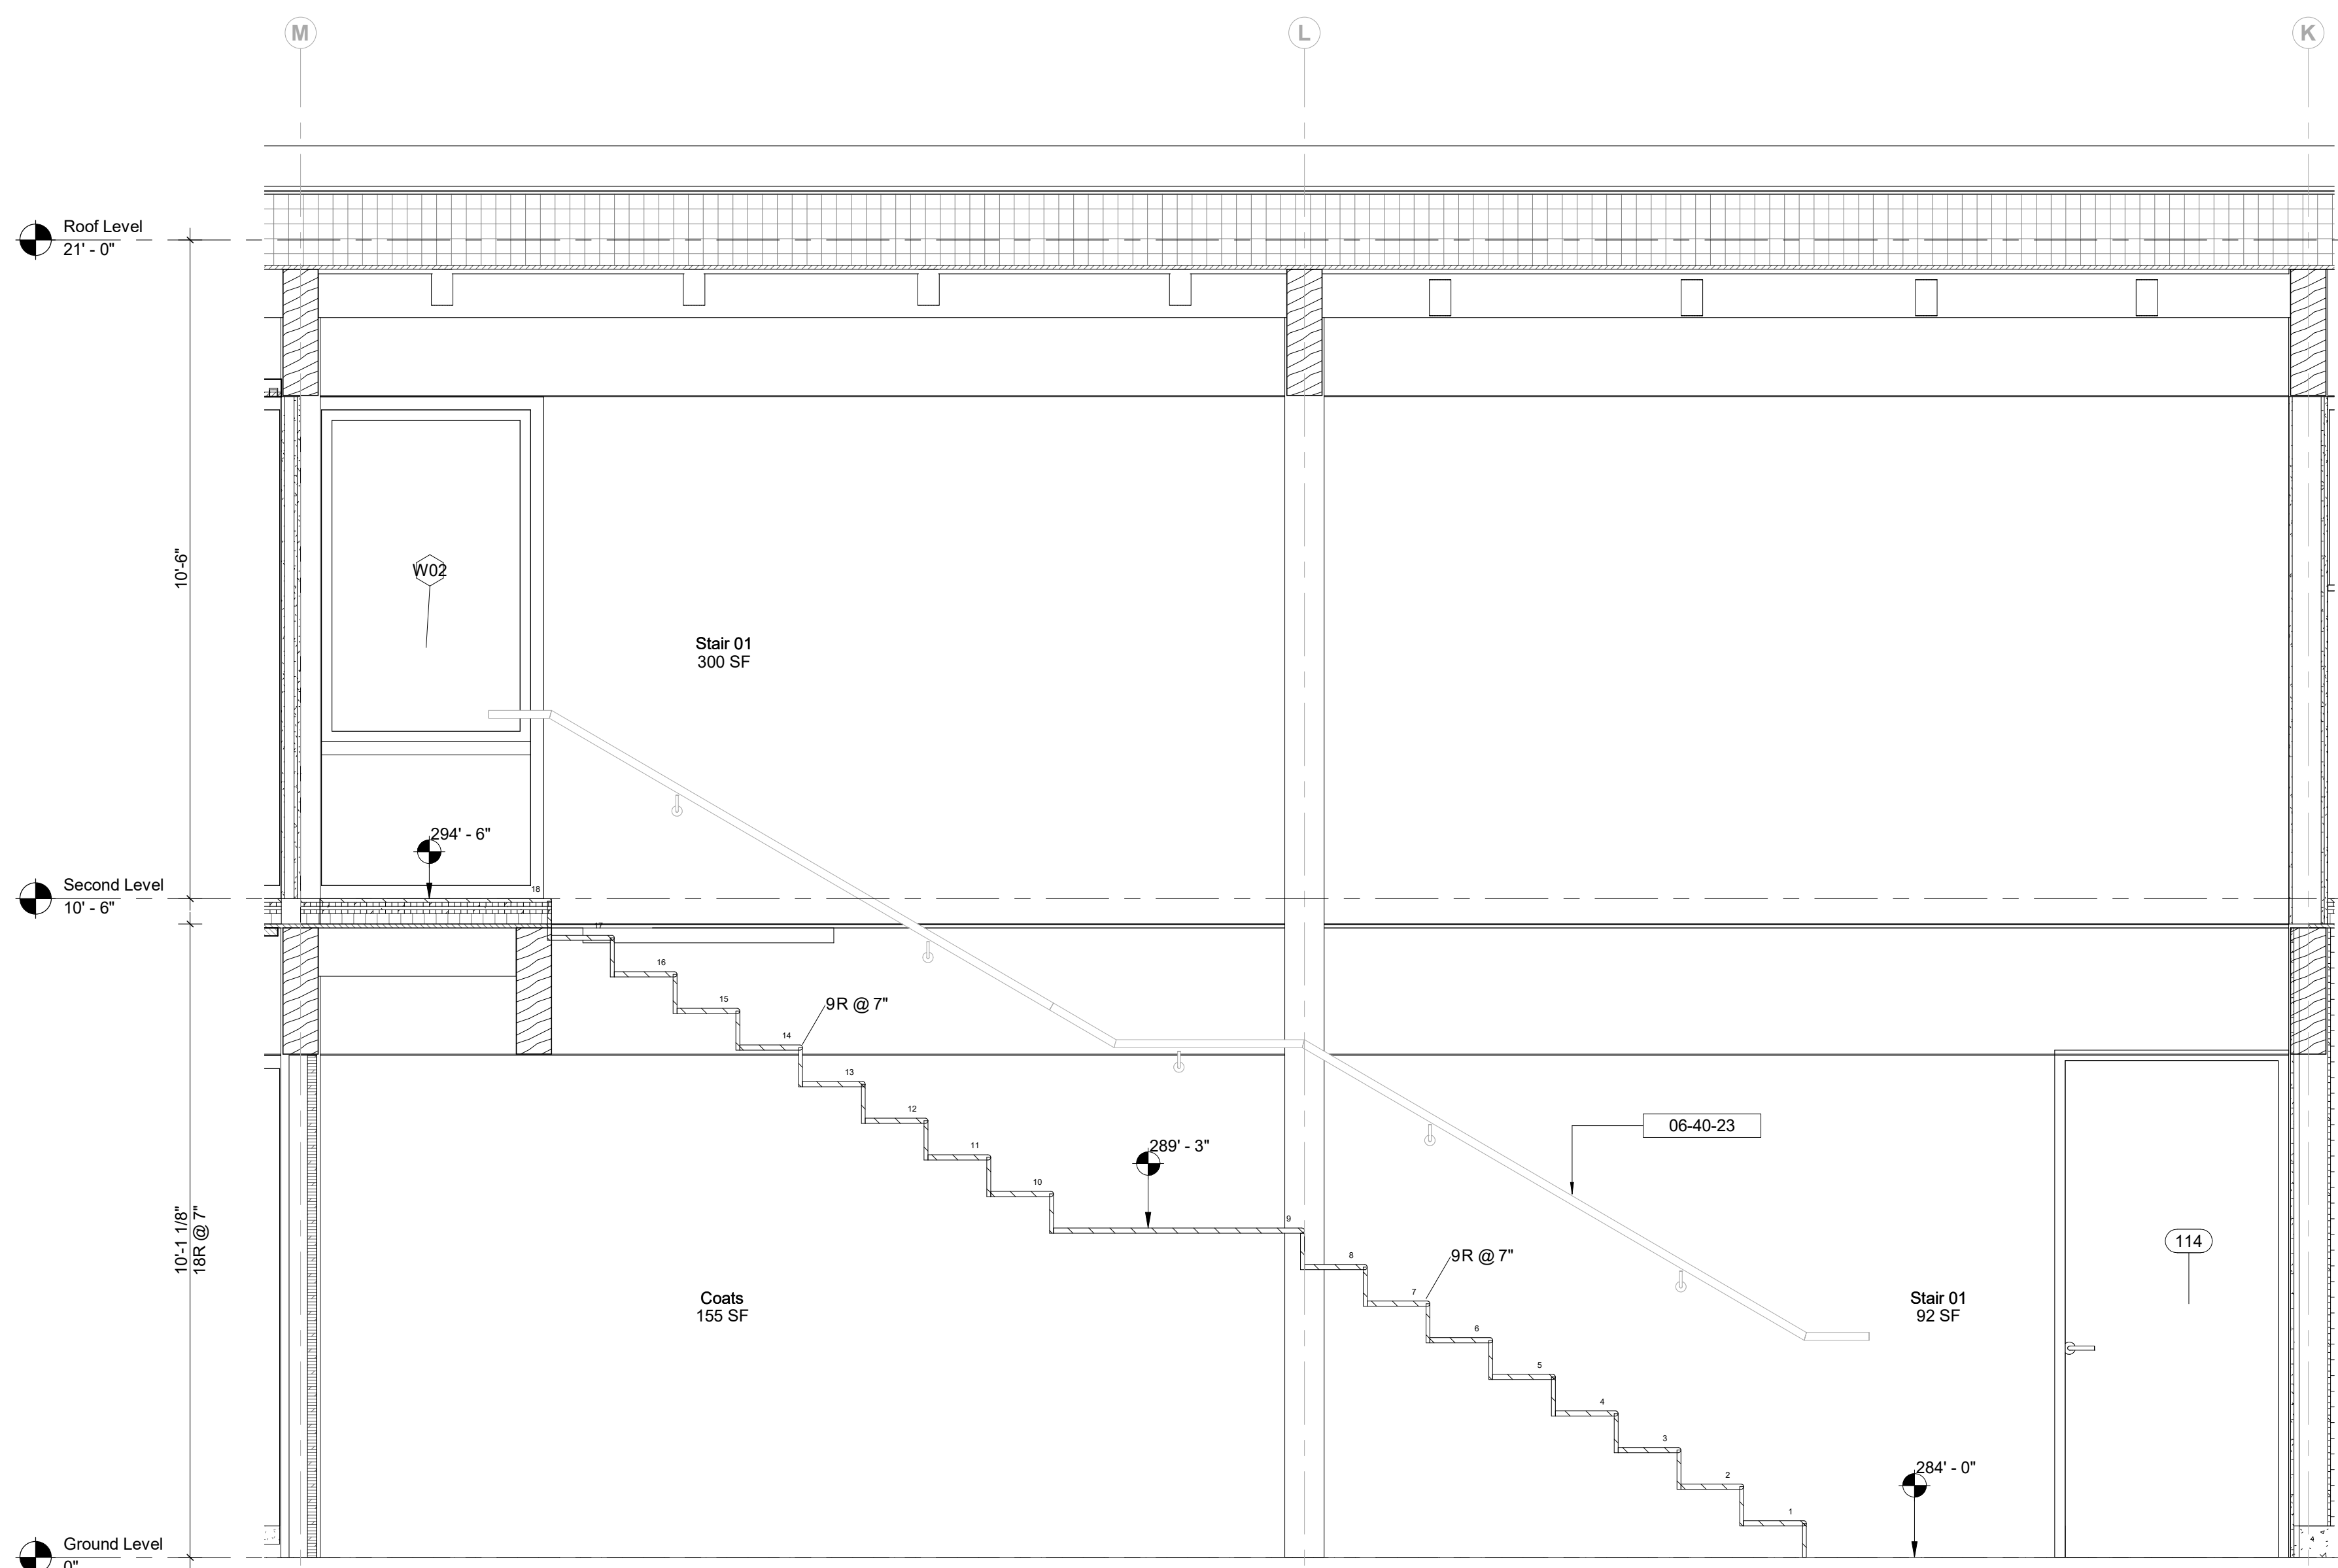 M
L
K
Roof Level
21' - 0"
10'-6"
W02
Stair 01
300 SF
294' - 6"
Second Level
10' - 6"
18
17
16
15
9R @ 7"
14
13
12
11
10
289' - 3"
9
06-40-23
10'-1 1/8"
18R @ 7"
8
9R @ 7"
7
6
5
4
3
2
1
114
Coats
155 SF
Stair 01
92 SF
284' - 0"
Ground Level
0"